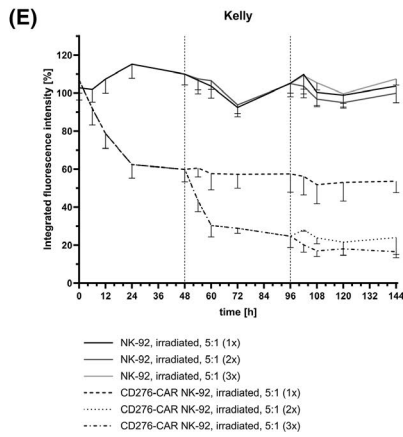 (E)
Kelly
Integrated fluorescence intensity [%]
120
100
80
60
40
20
0
0 12 24 36 48 60 72 84 96 108 120 144
time [h]
NK-92, irradiated, 5:1 (1x)
NK-92, irradiated, 5:1 (2x)
NK-92, irradiated, 5:1 (3x)
CD276-CAR NK-92, irradiated, 5:1 (1x)
CD276-CAR NK-92, irradiated, 5:1 (2x)
CD276-CAR NK-92, irradiated, 5:1 (3x)